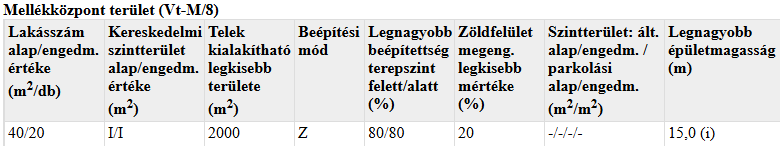 Mellékközpont terület (Vt-M/8)
Lakásszám alap/engedm. értéke (m²/db)
Kereskedelmi szintterület alap/engedm. értéke (m²)
Telek kialakítható legkisebb területe (m²)
Beépítési mód
Legnagyobb beépítettség terepszint felett/alatt (%)
Zöldfelület megeng. legkisebb mértéke (%)
Szintterület: ált. alap/engedm. / parkolási alap/engedm. (m²/m²)
Legnagyobb épületmagasság (m)
40/20 I/I 2000 Z 80/80 20 -/-/-/- 15,0 (i)